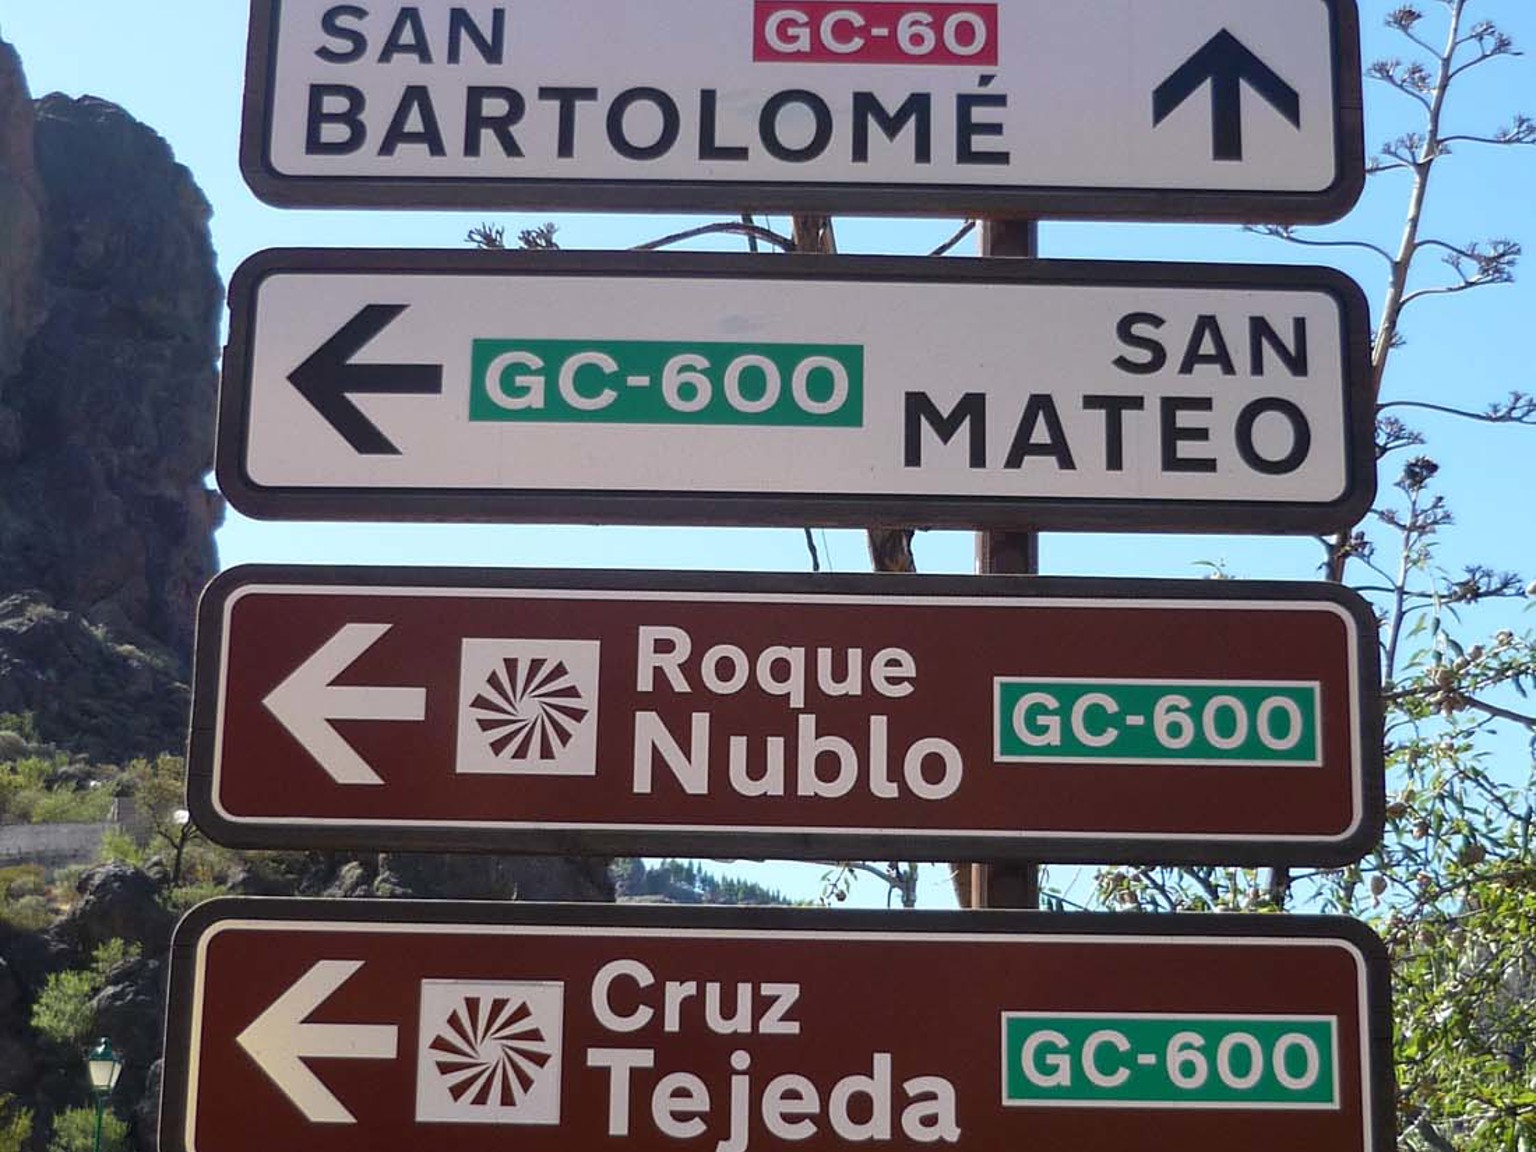 SAN GC-60
BARTOLOMÉ
GC-600 SAN
MATEO
Roque
Nublo GC-600
Cruz
Tejeda GC-600